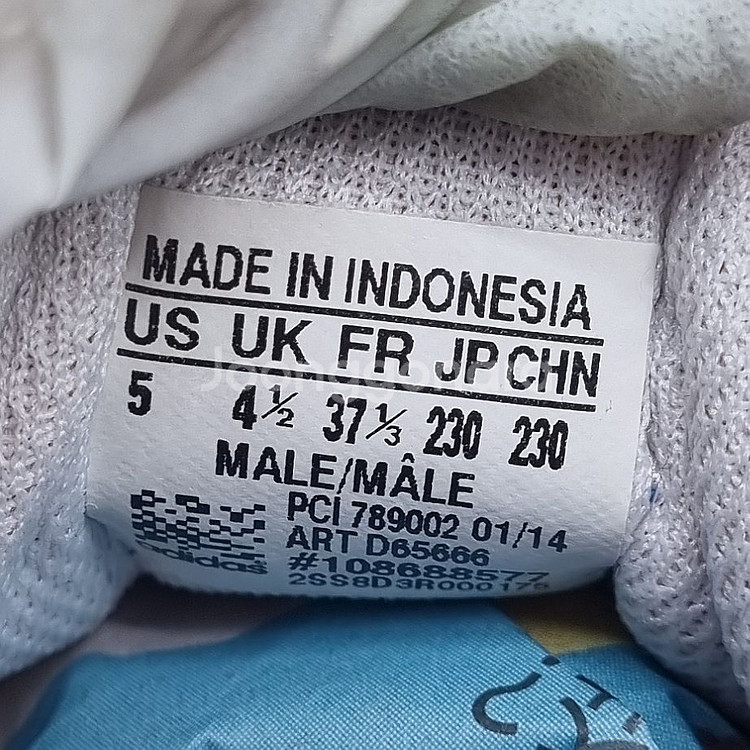 MADE IN INDONESIA
US UK FR JP CHN
5 4½ 37⅓ 230 230
MALE/MÂLE
PCI 789002 01/14
ART D65666
adidas
#108688577
2SS8D3R000175